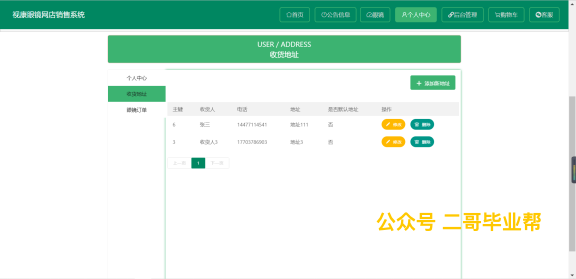 视康眼镜网店销售系统
首页
公告信息
眼镜
个人中心
后台管理
购物车
客服
USER / ADDRESS
收货地址
个人中心
收货地址
眼镜订单
+ 添加新地址
主键 收货人 电话 地址 是否默认地址 操作
6 张三 14477114541 地址111 否 修改 删除
3 收货人3 17703786903 地址3 否 修改 删除
上一页 1 下一页
公众号 二哥毕业帮